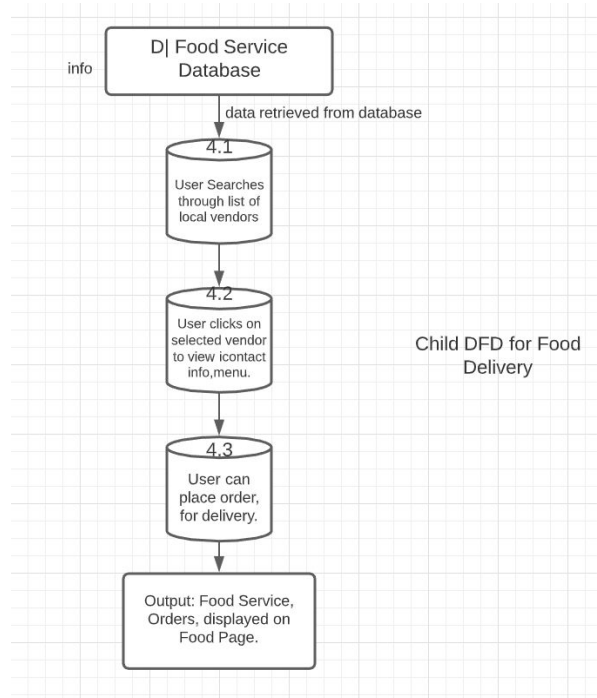 D| Food Service
Database
info
data retrieved from database
4.1
User Searches
through list of
local vendors
4.2
User clicks on
selected vendor
to view icontact
info,menu.
Child DFD for Food
Delivery
4.3
User can
place order,
for delivery.
Output: Food Service,
Orders, displayed on
Food Page.